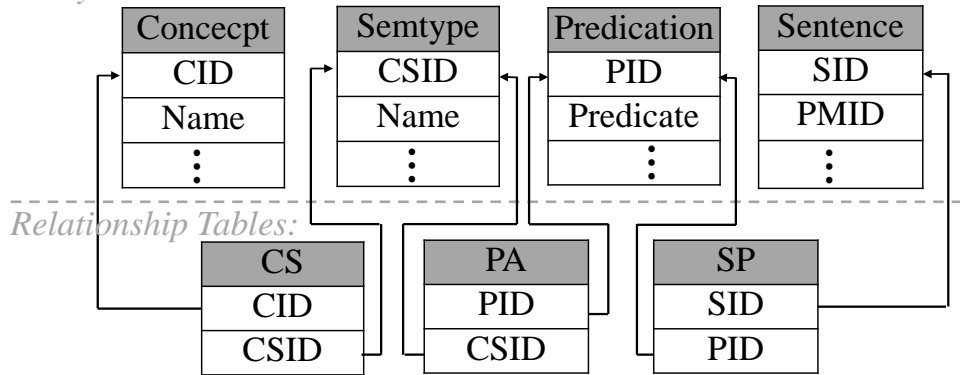 Concecpt Semtype Predication Sentence
CID CSID PID SID
Name Name Predicate PMID
Relationship Tables:
CS PA SP
CID PID SID
CSID CSID PID